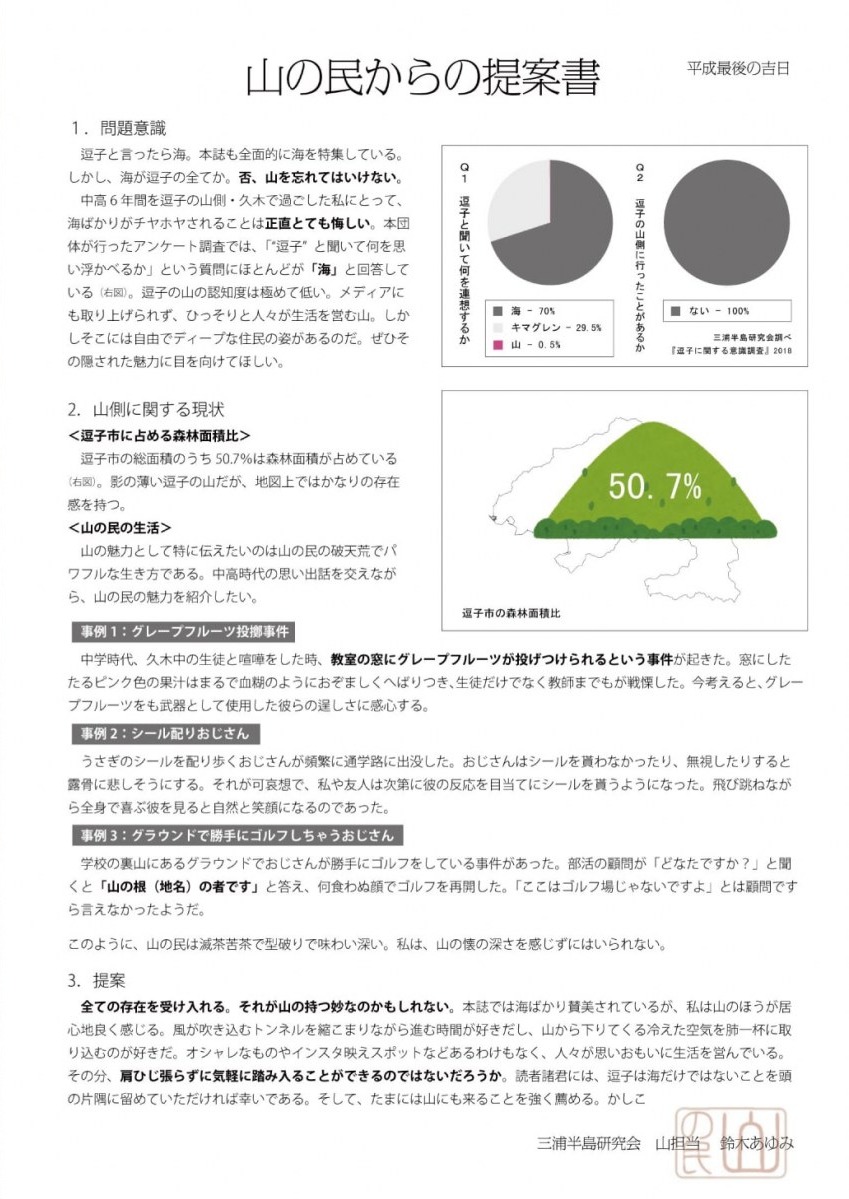 山の民からの提案書
平成最後の吉日
1．問題意識
逗子と言ったら海。本誌も全面的に海を特集している。
しかし、海が逗子の全てか。否、山を忘れてはいけない。
中高6年間を逗子の山側・久木で過ごした私にとって、
海ばかりがチヤホヤされることは正直とても悔しい。本団
体が行ったアンケート調査では、「“逗子” と聞いて何を思
い浮かべるか」という質問にほとんどが「海」と回答して
いる（右図）。逗子の山の認知度は極めて低い。メディアに
も取り上げられず、ひっそりと人々が生活を営む山。しか
しそこには自由でディープな住民の姿があるのだ。ぜひそ
の隠された魅力に目を向けてほしい。
Q1 逗子と聞いて何を連想するか
海 - 70%
キマグレン - 29.5%
山 - 0.5%
Q2 逗子の山側に行ったことがあるか
ない - 100%
三浦半島研究会調べ
『逗子に関する意識調査』2018
2．山側に関する現状
＜逗子市に占める森林面積比＞
逗子市の総面積のうち 50.7%は森林面積が占めている
（右図）。影の薄い逗子の山だが、地図上ではかなりの存在
感を持つ。
＜山の民の生活＞
山の魅力として特に伝えたいのは山の民の破天荒でパ
ワフルな生き方である。中高時代の思い出話を交えなが
ら、山の民の魅力を紹介したい。
50.7%
逗子市の森林面積比
事例1：グレープフルーツ投擲事件
中学時代、久木中の生徒と喧嘩をした時、教室の窓にグレープフルーツが投げつけられるという事件が起きた。窓にした
たるピンク色の果汁はまるで血糊のようにおぞましくへばりつき、生徒だけでなく教師までもが戦慄した。今考えると、グレー
プフルーツをも武器として使用した彼らの逞しさに感心する。
事例2：シール配りおじさん
うさぎのシールを配り歩くおじさんが頻繁に通学路に出没した。おじさんはシールを貰わなかったり、無視したりすると
露骨に悲しそうにする。それが可哀想で、私や友人は次第に彼の反応を目当てにシールを貰うようになった。飛び跳ねなが
ら全身で喜ぶ彼を見ると自然と笑顔になるのであった。
事例3：グラウンドで勝手にゴルフしちゃうおじさん
学校の裏山にあるグラウンドでおじさんが勝手にゴルフをしている事件があった。部活の顧問が「どなたですか？」と聞
くと「山の根（地名）の者です」と答え、何食わぬ顔でゴルフを再開した。「ここはゴルフ場じゃないですよ」とは顧問です
ら言えなかったようだ。
このように、山の民は滅茶苦茶で型破りで味わい深い。私は、山の懐の深さを感じずにはいられない。
3．提案
全ての存在を受け入れる。それが山の持つ妙なのかもしれない。本誌では海ばかり賛美されているが、私は山のほうが居
心地良く感じる。風が吹き込むトンネルを縮こまりながら進む時間が好きだし、山から下りてくる冷えた空気を肺一杯に取
り込むのが好きだ。オシャレなものやインスタ映えスポットなどあるわけもなく、人々が思いおもいに生活を営んでいる。
その分、肩ひじ張らずに気軽に踏み入ることができるのではないだろうか。読者諸君には、逗子は海だけではないことを頭
の片隅に留めていただければ幸いである。そして、たまには山にも来ることを強く薦める。かしこ
三浦半島研究会　山担当　鈴木あゆみ
山の民